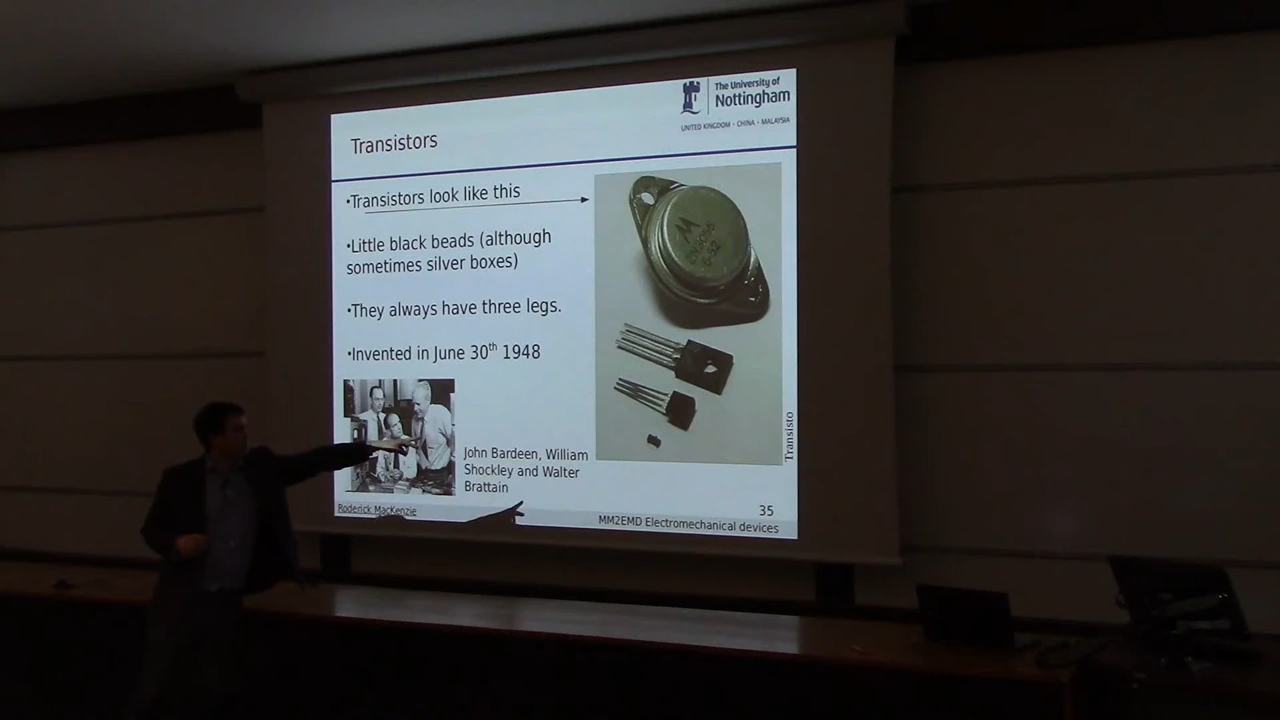 The University of
Nottingham
UNITED KINGDOM • CHINA • MALAYSIA
Transistors
•Transistors look like this
•Little black beads (although
sometimes silver boxes)
•They always have three legs.
•Invented in June 30th 1948
John Bardeen, William
Shockley and Walter
Brattain
Transisto
Roderick MacKenzie
35
MM2EMD Electromechanical devices